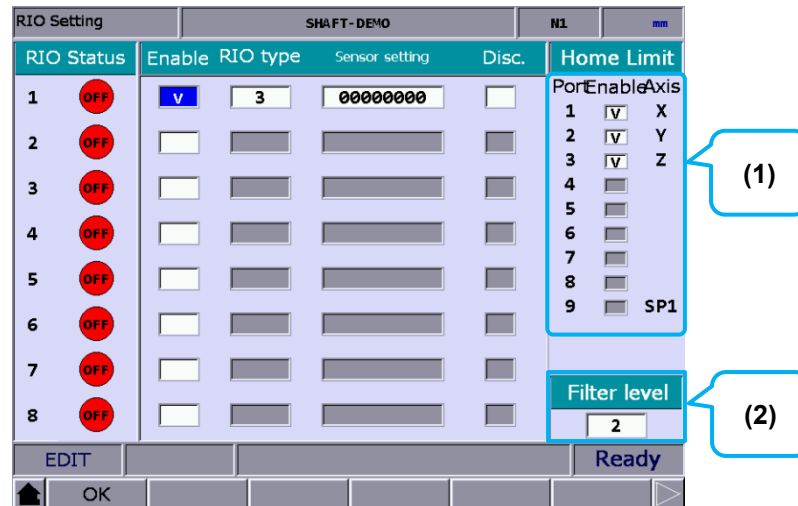 RIO Setting SHAFT-DEMO N1 mm
RIO Status Enable RIO type Sensor setting Disc. Home Limit
Port Enable Axis
1 OFF V 3 00000000
1 V X
2 V Y
2 OFF
3 V Z
(1)
3 OFF
4
5
4 OFF
6
7
5 OFF
8
9 SP1
6 OFF
7 OFF
Filter level
(2)
8 OFF
2
EDIT Ready
OK